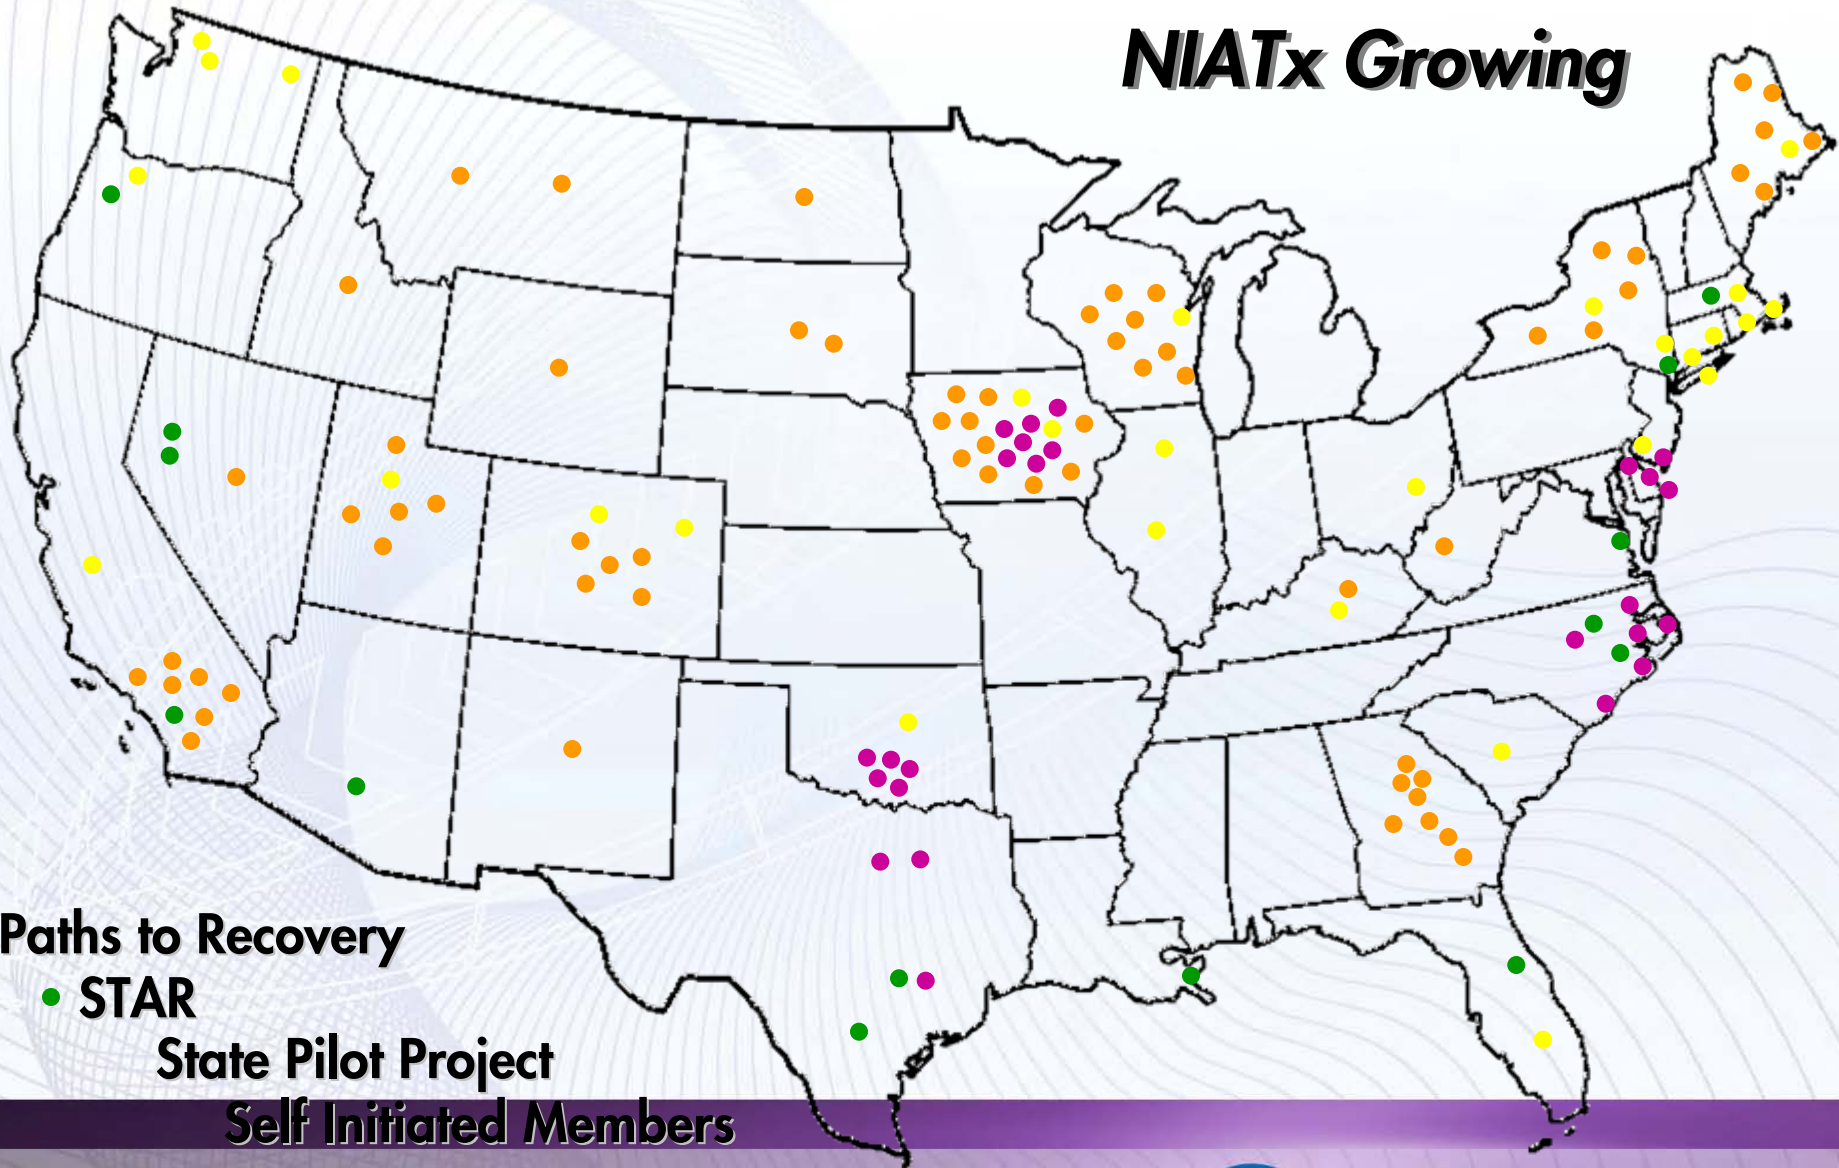 NIATx Growing
Paths to Recovery
STAR
State Pilot Project
Self Initiated Members